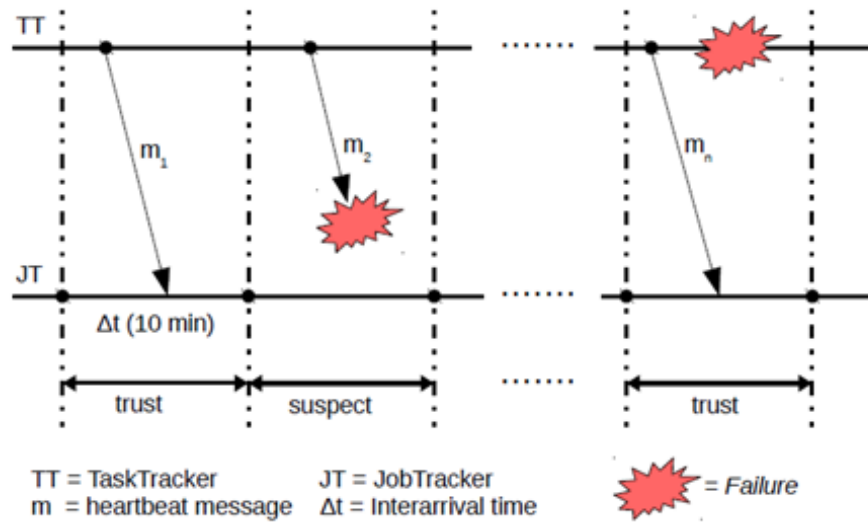 TT
m1
m2
mn
JT
Δt (10 min)
trust
suspect
trust
TT = TaskTracker
JT = JobTracker
= Failure
m = heartbeat message
Δt = Interarrival time